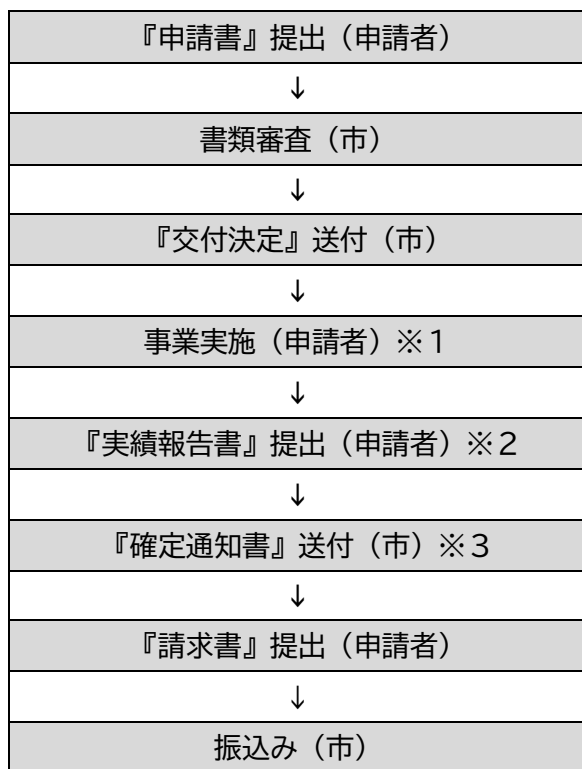 『申請書』提出（申請者）
↓
書類審査（市）
↓
『交付決定』送付（市）
↓
事業実施（申請者）※１
↓
『実績報告書』提出（申請者）※２
↓
『確定通知書』送付（市）※３
↓
『請求書』提出（申請者）
↓
振込み（市）